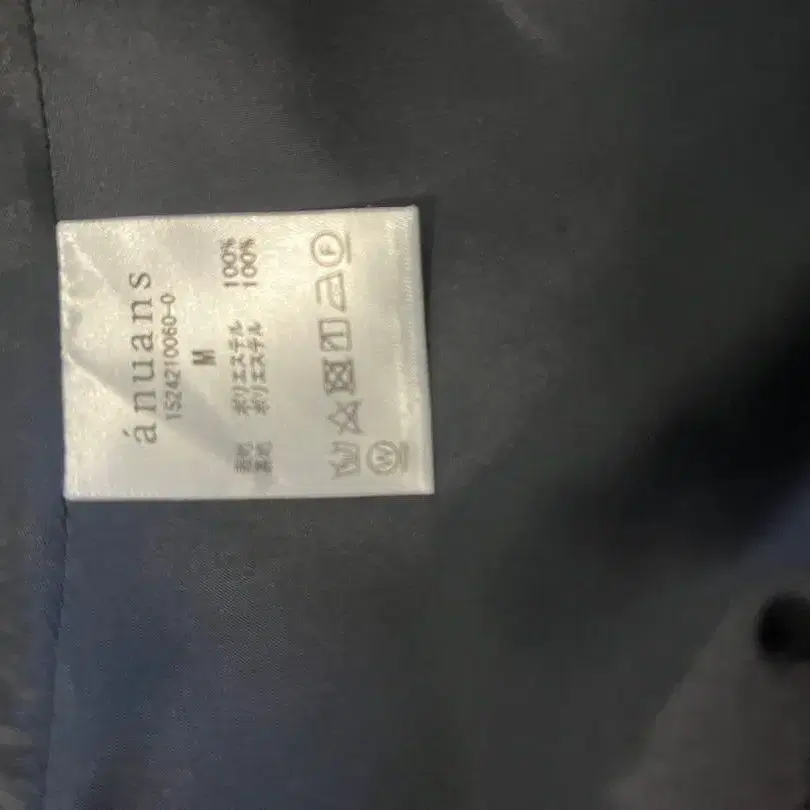 ánuans
1524210060-0
M
表地 ポリエステル 100%
裏地 ポリエステル 100%
F
W